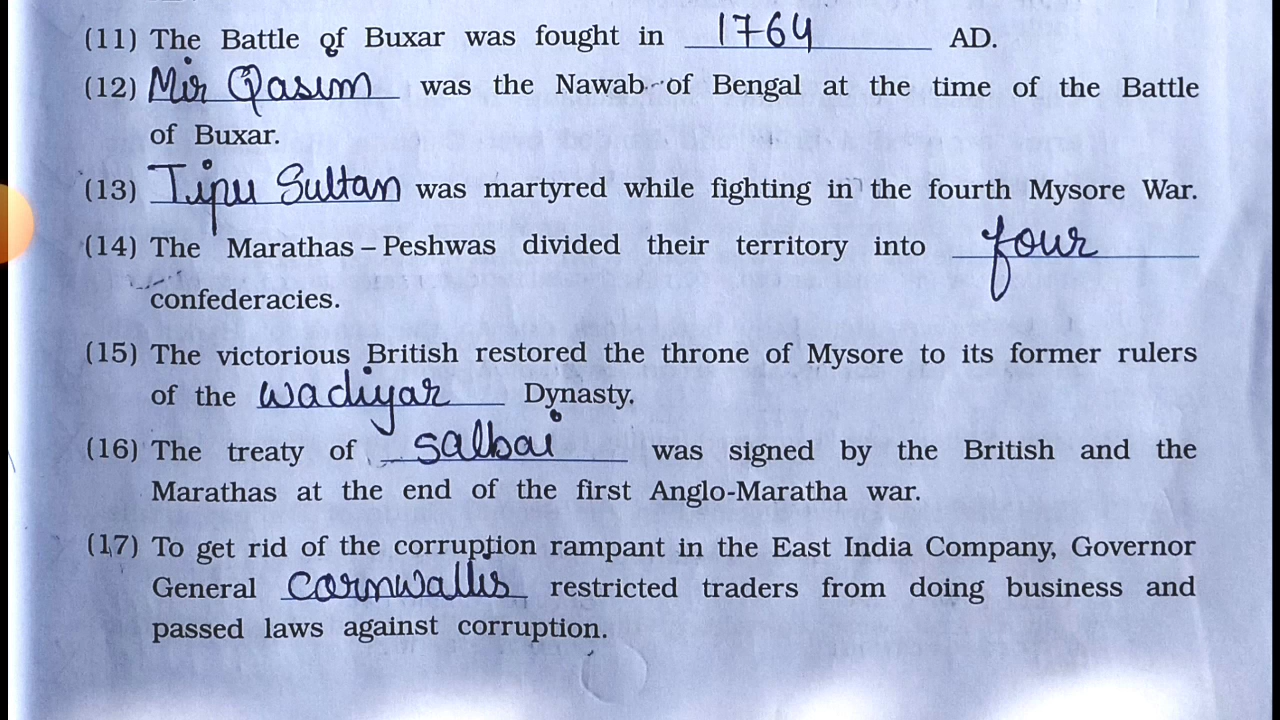 (11) The Battle of Buxar was fought in 1764 AD.
(12) Mir Qasim was the Nawab of Bengal at the time of the Battle
of Buxar.
(13) Tipu Sultan was martyred while fighting in the fourth Mysore War.
(14) The Marathas – Peshwas divided their territory into four
confederacies.
(15) The victorious British restored the throne of Mysore to its former rulers
of the wadiyar Dynasty.
(16) The treaty of salbai was signed by the British and the
Marathas at the end of the first Anglo-Maratha war.
(17) To get rid of the corruption rampant in the East India Company, Governor
General cornwallis restricted traders from doing business and
passed laws against corruption.